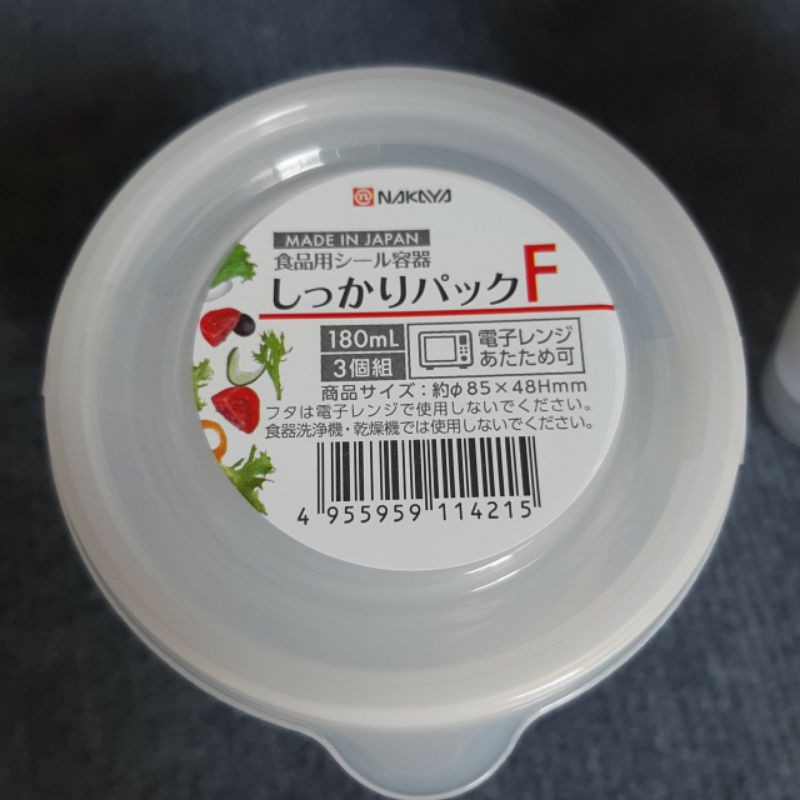 NAKAYA
MADE IN JAPAN
食品用シール容器
しっかりパックF
180mL
3個組
電子レンジ
あたため可
商品サイズ：約φ85×48Hmm
フタは電子レンジで使用しないでください。
食器洗浄機・乾燥機では使用しないでください。
4 955959 114215